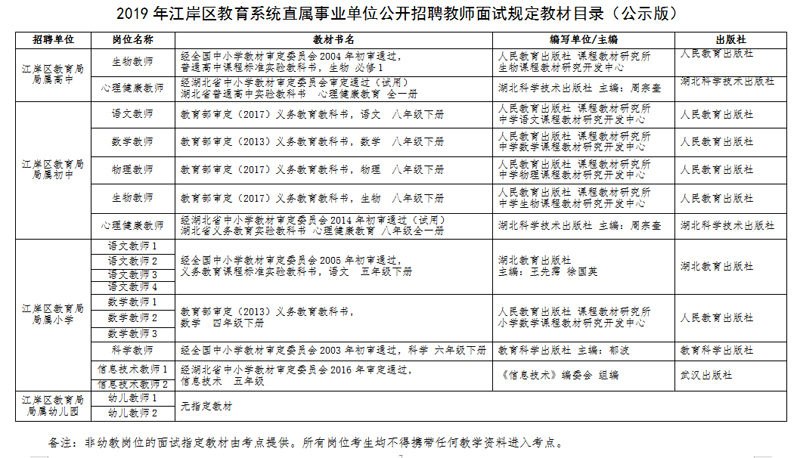 2019年江岸区教育系统直属事业单位公开招聘教师面试规定教材目录（公示版）
招聘单位 岗位名称 教材书名 编写单位/主编 出版社
江岸区教育局
局属高中
生物教师
经全国中小学教材审定委员会2004年初审通过，
普通高中课程标准实验教科书，生物 必修1
人民教育出版社 课程教材研究所
生物课程教材研究开发中心
人民教育出版社
心理健康教师
经湖北省中小学教材审定委员会审定通过（试用）
湖北省普通高中实验教科书 心理健康教育 全一册
湖北科学技术出版社 主编：周宗奎
湖北科学技术出版社
江岸区教育局
局属初中
语文教师
教育部审定（2017）义务教育教科书，语文 八年级下册
人民教育出版社 课程教材研究所
中学语文课程教材研究开发中心
人民教育出版社
数学教师
教育部审定（2013）义务教育教科书，数学 八年级下册
人民教育出版社 课程教材研究所
中学数学课程教材研究开发中心
人民教育出版社
物理教师
教育部审定（2017）义务教育教科书，物理 八年级下册
人民教育出版社 课程教材研究所
中学物理课程教材研究开发中心
人民教育出版社
生物教师
教育部审定（2017）义务教育教科书，生物 八年级下册
人民教育出版社 课程教材研究所
中学生物课程教材研究开发中心
人民教育出版社
心理健康教师
经湖北省中小学教材审定委员会2014年初审通过（试用）
湖北省义务教育实验教科书 心理健康教育 八年级全一册
湖北科学技术出版社 主编：周宗奎
湖北科学技术出版社
江岸区教育局
局属小学
语文教师1
语文教师2
语文教师3
语文教师4
经全国中小学教材审定委员会2005年初审通过，
义务教育课程标准实验教科书，语文 五年级下册
湖北教育出版社
主编：王先霈 徐国英
湖北教育出版社
数学教师1
数学教师2
数学教师3
教育部审定（2013）义务教育教科书，
数学 四年级下册
人民教育出版社 课程教材研究所
小学数学课程教材研究开发中心
人民教育出版社
科学教师
经全国中小学教材审定委员会2003年初审通过，科学 六年级下册
教育科学出版社 主编：郁波
教育科学出版社
信息技术教师1
信息技术教师2
经湖北省中小学教材审定委员会2016年审定通过，
信息技术 五年级
《信息技术》编委会 组编
武汉出版社
江岸区教育局
局属幼儿园
幼儿教师1
幼儿教师2
无指定教材
备注：非幼教岗位的面试指定教材由考点提供。所有岗位考生均不得携带任何教学资料进入考点。